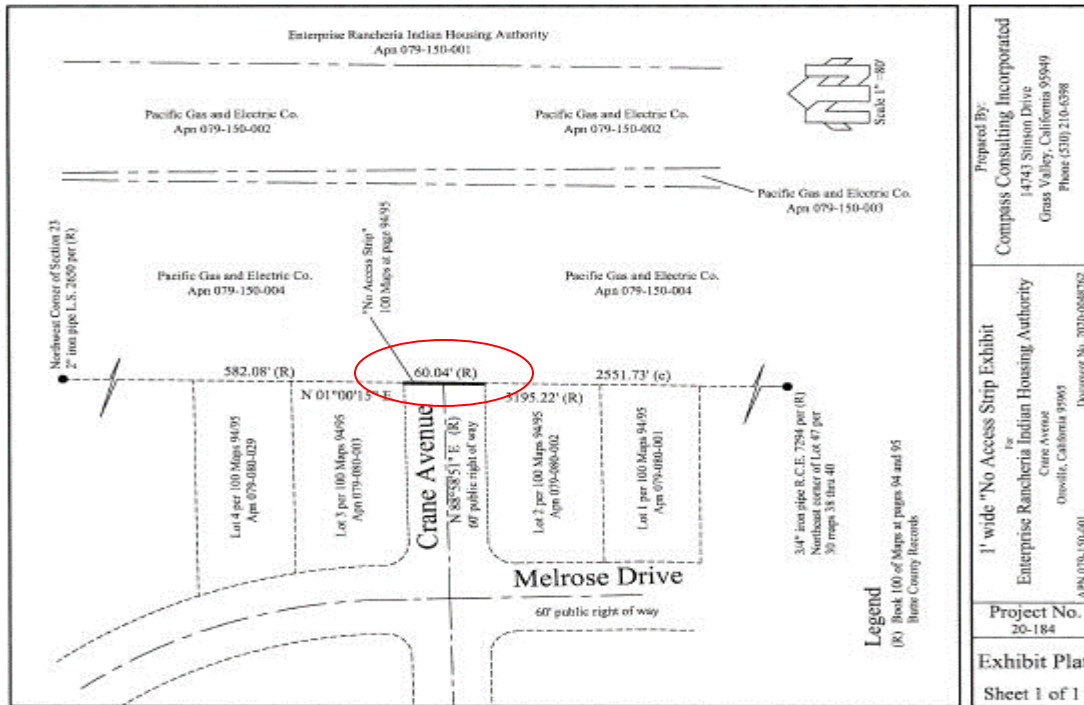 Enterprise Rancheria Indian Housing Authority
Apn 079-150-001
Pacific Gas and Electric Co.
Apn 079-150-002
Pacific Gas and Electric Co.
Apn 079-150-002
Scale 1" =80'
Pacific Gas and Electric Co.
Apn 079-150-003
Northwest Corner of Section 23
2" iron pipe L.S. 2650 per (R)
"No Access Strip"
100 Maps at page 94/95
Pacific Gas and Electric Co.
Apn 079-150-004
Pacific Gas and Electric Co.
Apn 079-150-004
582.08' (R)
60.04' (R)
2551.73' (c)
N 01°00'15" E
3195.22' (R)
Lot 4 per 100 Maps 94/95
Apn 079-080-029
Lot 3 per 100 Maps 94/95
Apn 079-080-003
Crane Avenue
N 88°58'51" E (R)
60' public right of way
Lot 2 per 100 Maps 94/95
Apn 079-080-002
Lot 1 per 100 Maps 94/95
Apn 079-080-001
3/4" iron pipe R.C.E. 7294 per (R)
Northeast corner of Lot 47 per
30 maps 38 thru 40
Melrose Drive
60' public right of way
Legend
(R) Book 100 of Maps at pages 94 and 95
Butte County Records
Prepared By:
Compass Consulting Incorporated
14743 Stinson Drive
Grass Valley, California 95949
Phone (530) 210-6398
1' wide "No Access Strip Exhibit
For
Enterprise Rancheria Indian Housing Authority
Crane Avenue
Oroville, California 95965
APN 079-150-001 Document No. 2020-0048762
Project No.
20-184
Exhibit Plat
Sheet 1 of 1